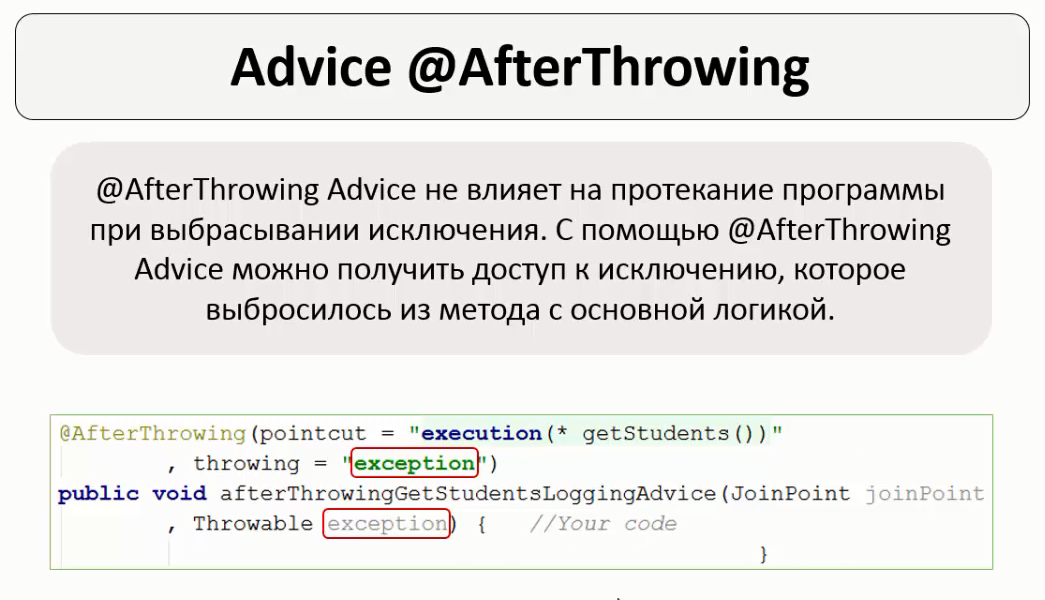 Advice @AfterThrowing
@AfterThrowing Advice не влияет на протекание программы
при выбрасывании исключения. С помощью @AfterThrowing
Advice можно получить доступ к исключению, которое
выбросилось из метода с основной логикой.
@AfterThrowing(pointcut = "execution(* getStudents())"
, throwing = "exception")
public void afterThrowingGetStudentsLoggingAdvice(JoinPoint joinPoint
, Throwable exception) { //Your code
}